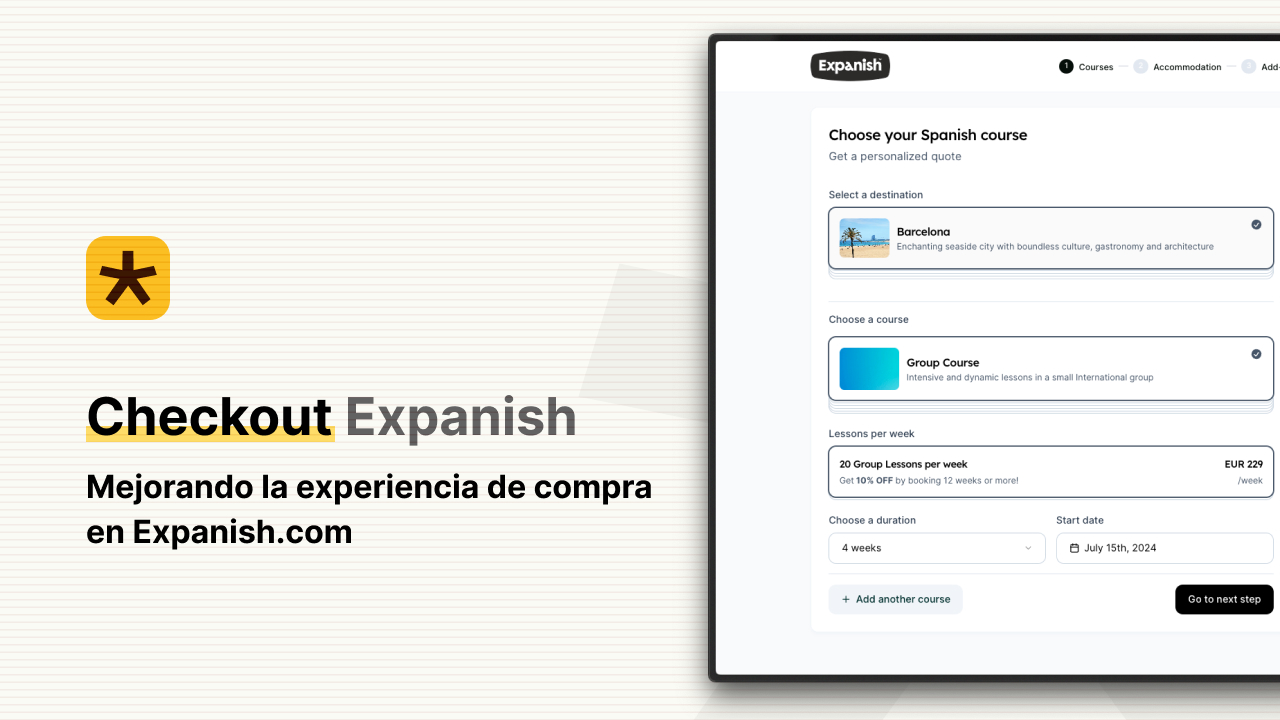 Checkout Expanish
Mejorando la experiencia de compra
en Expanish.com
Expanish
1 Courses 2 Accommodation 3 Add-
Choose your Spanish course
Get a personalized quote
Select a destination
Barcelona
Enchanting seaside city with boundless culture, gastronomy and architecture
Choose a course
Group Course
Intensive and dynamic lessons in a small International group
Lessons per week
20 Group Lessons per week EUR 229
Get 10% OFF by booking 12 weeks or more! /week
Choose a duration Start date
4 weeks July 15th, 2024
+ Add another course Go to next step